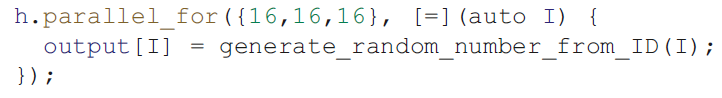 h.parallel_for({16,16,16}, [=](auto I) {
  output[I] = generate_random_number_from_ID(I);
});